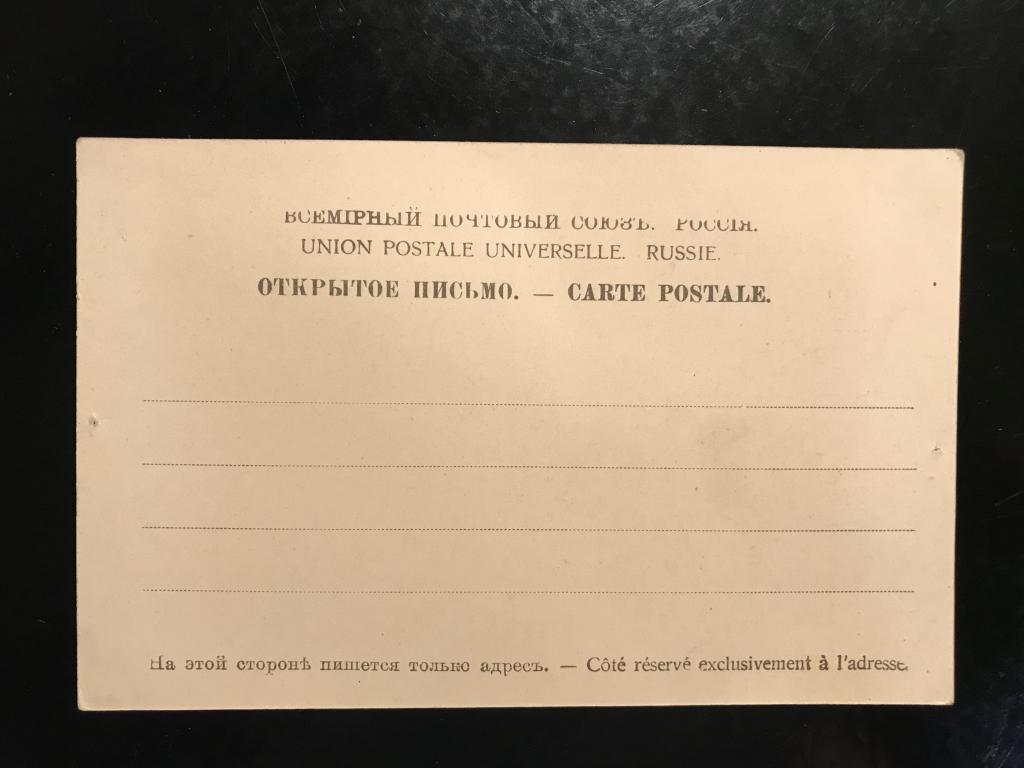 ВСЕМІРНЫЙ ПОЧТОВЫЙ СОЮЗЪ. РОССІЯ.
UNION POSTALE UNIVERSELLE. RUSSIE.
ОТКРЫТОЕ ПИСЬМО. — CARTE POSTALE.
На этой сторонѣ пишется только адресъ. — Côté réservé exclusivement à l'adresse.